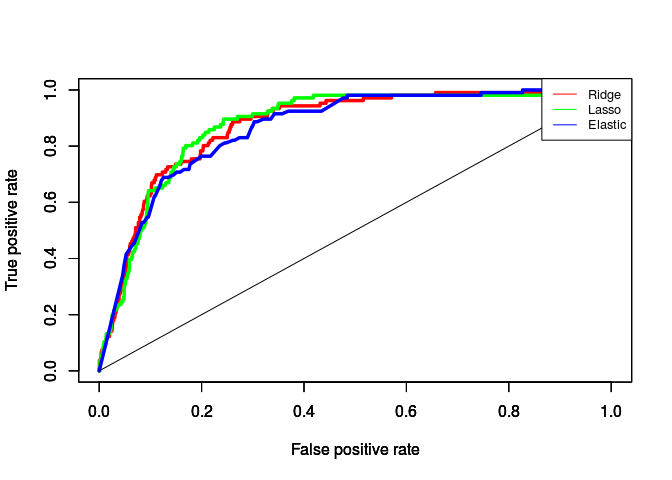 True positive rate
1.0
0.8
0.6
0.4
0.2
0.0
Ridge
Lasso
Elastic
0.0 0.2 0.4 0.6 0.8 1.0
False positive rate